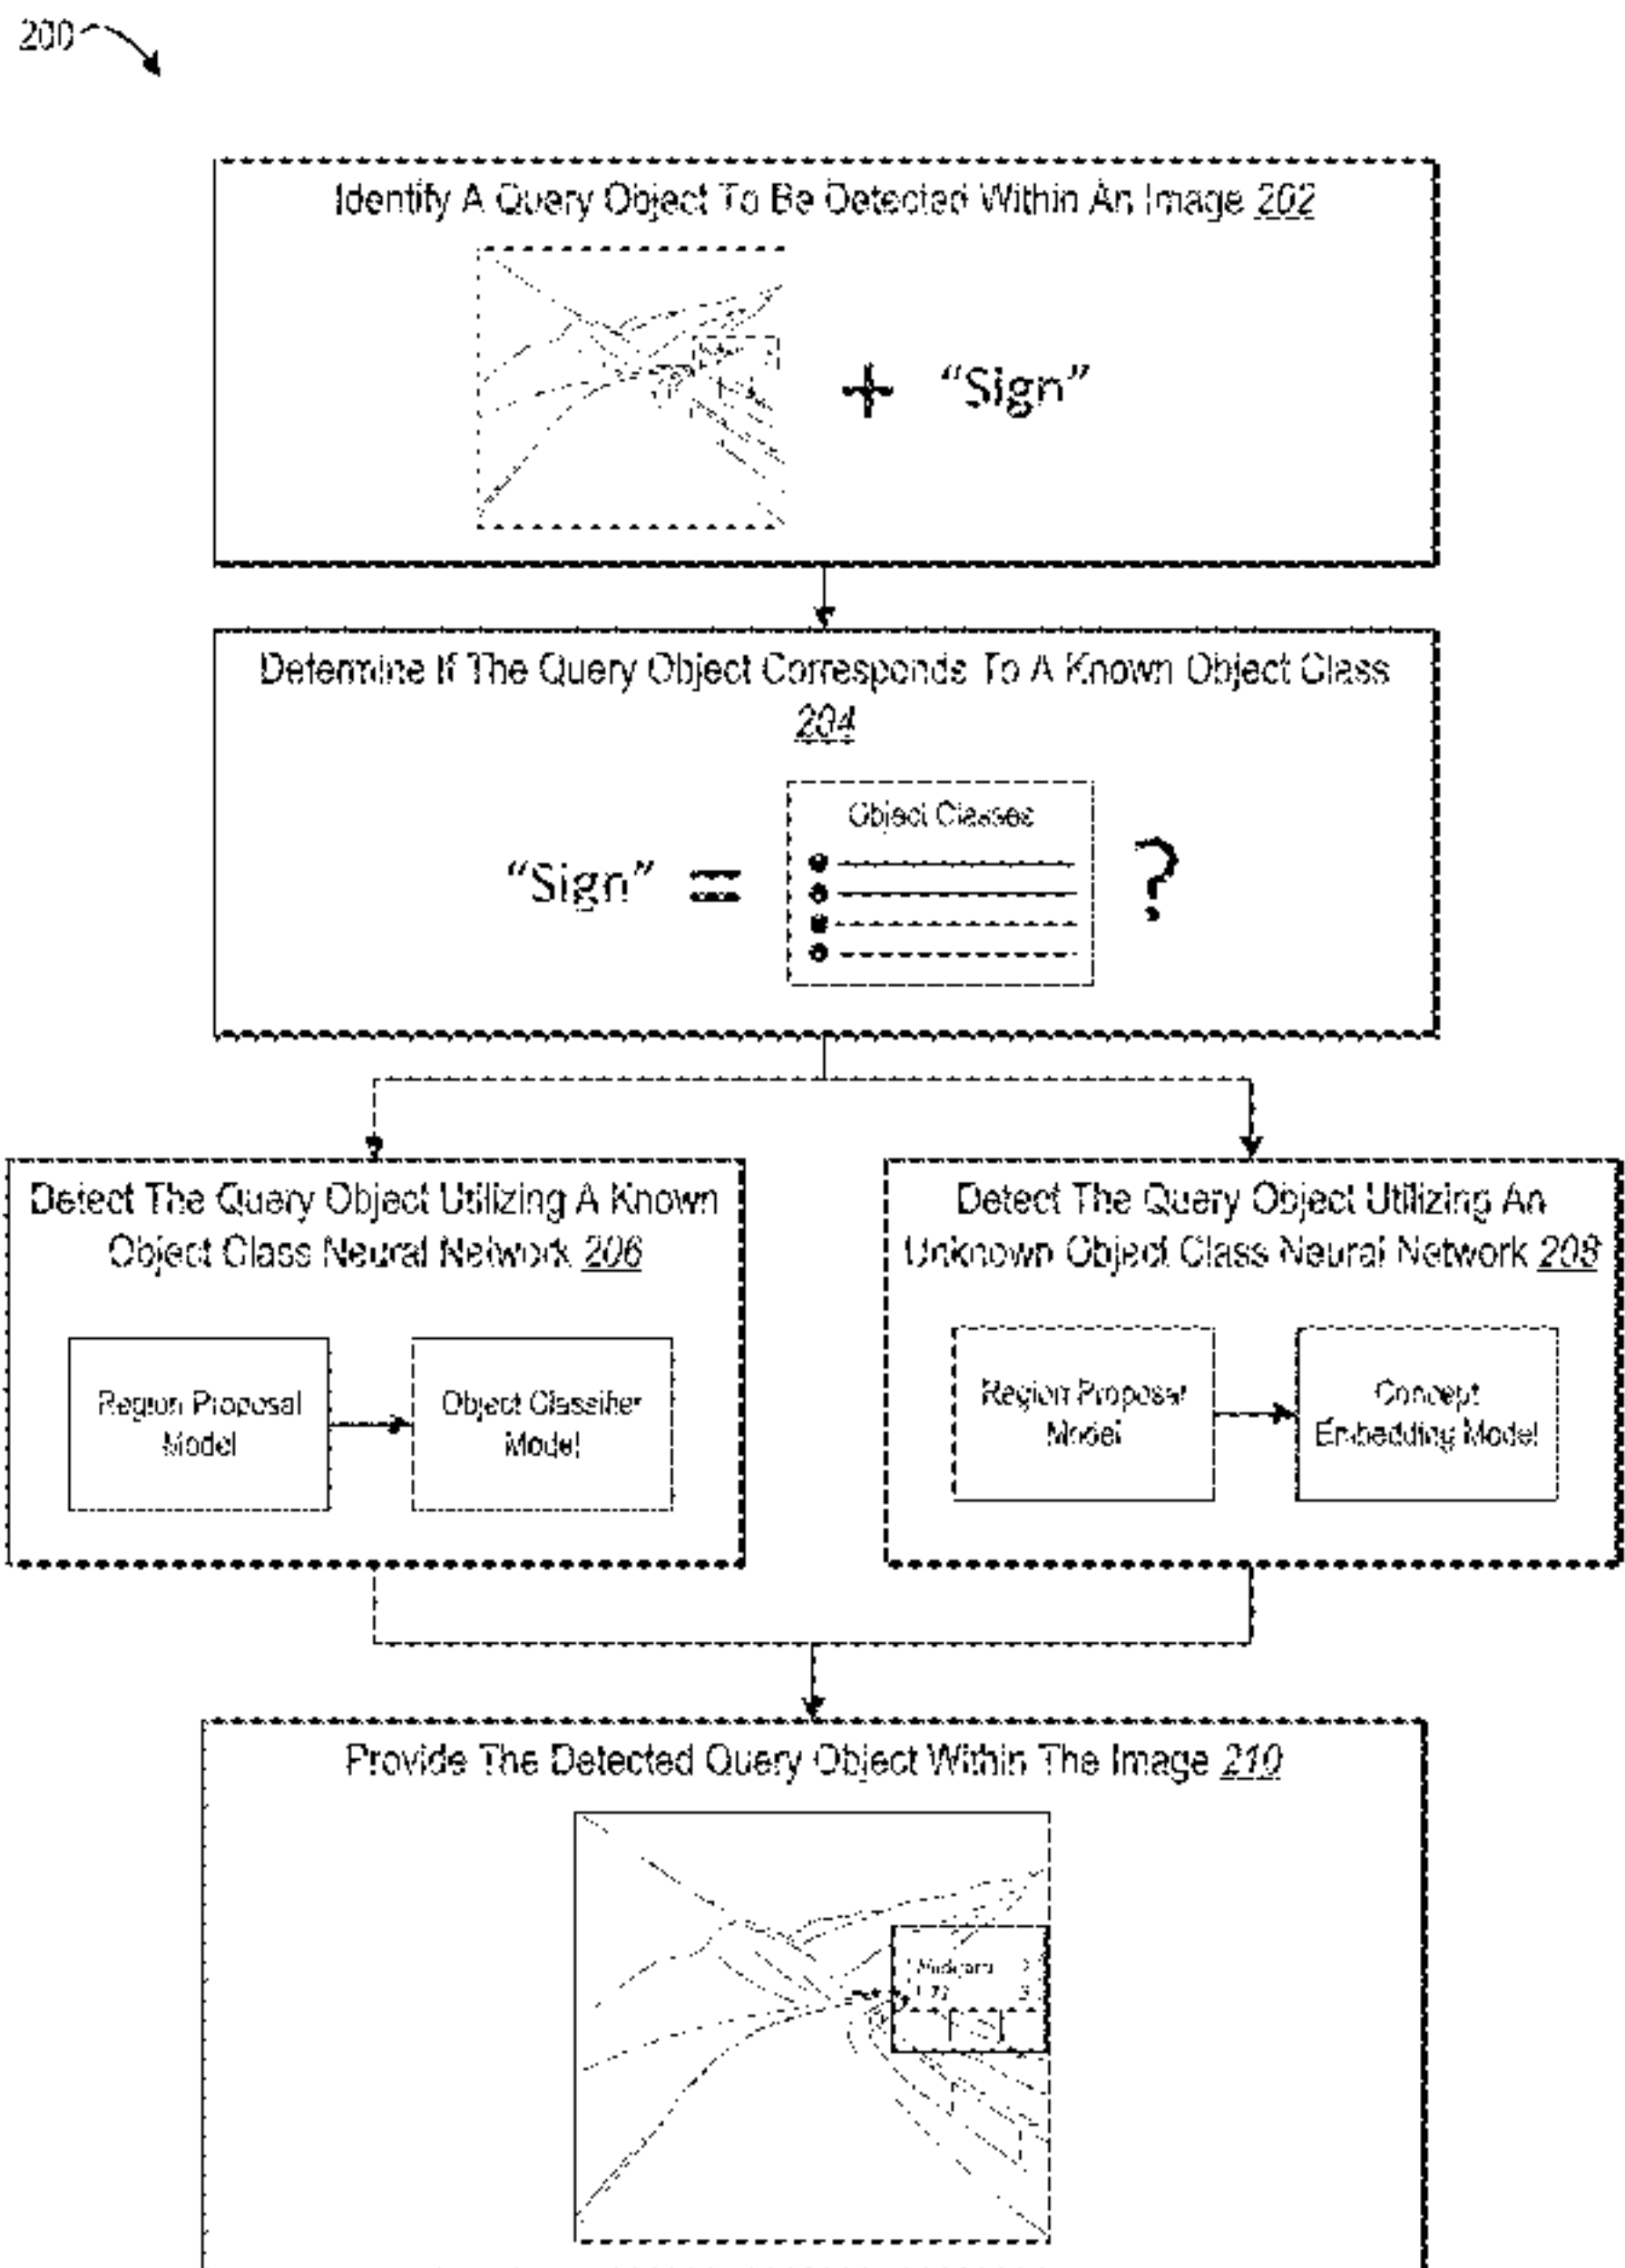 200
Identify A Query Object To Be Detected Within An Image 202
+ “Sign”
Determine If The Query Object Corresponds To A Known Object Class
204
Object Classes
“Sign” = ?
Detect The Query Object Utilizing A Known
Object Class Neural Network 206
Region Proposal
Model
Object Classifier
Model
Detect The Query Object Utilizing An
Unknown Object Class Neural Network 208
Region Proposal
Model
Concept
Embedding Model
Provide The Detected Query Object Within The Image 210